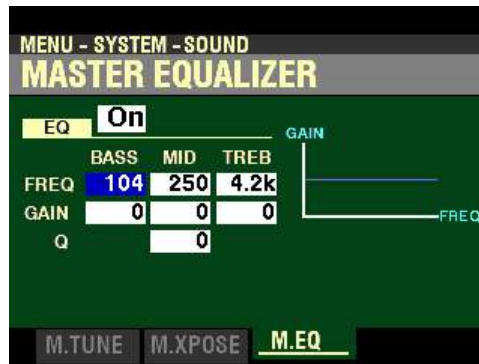 MENU - SYSTEM - SOUND
MASTER EQUALIZER
EQ On
GAIN
BASS MID TREB
FREQ 104 250 4.2k
GAIN 0 0 0
FREQ
Q 0
M.TUNE M.XPOSE M.EQ